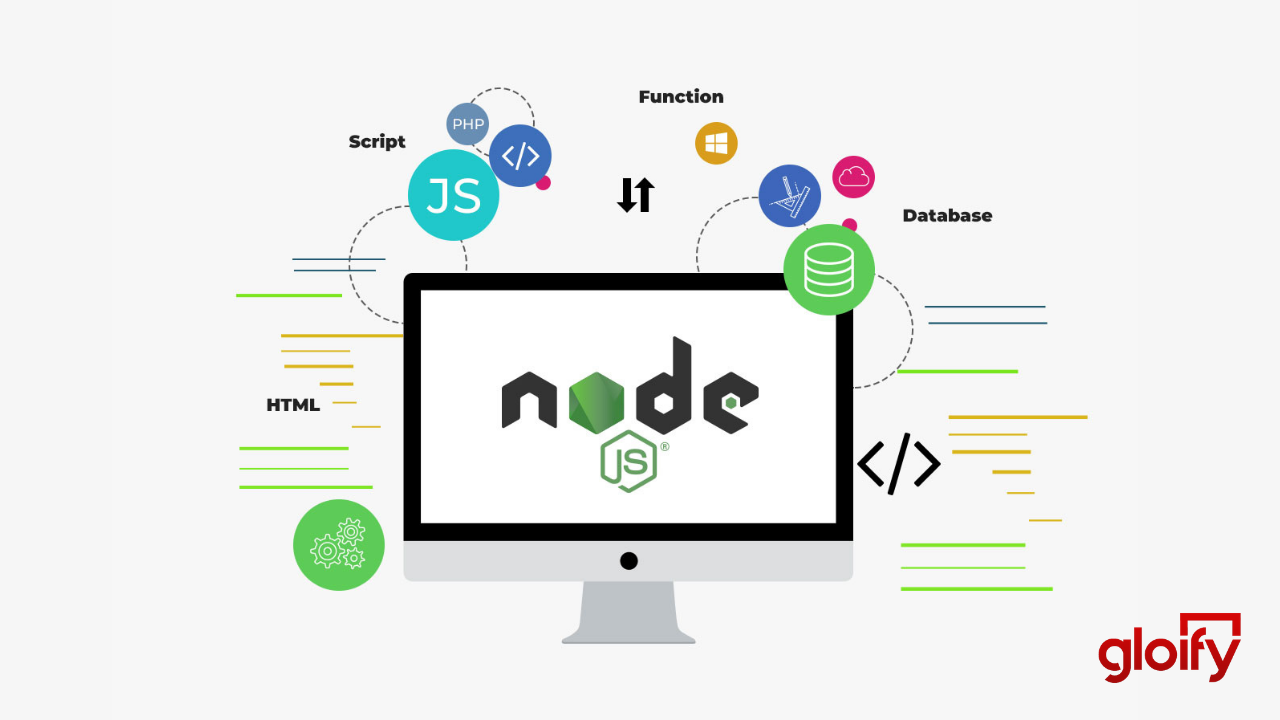 Function
PHP
Script
JS
Database
node
JS®
HTML
</>
gloify